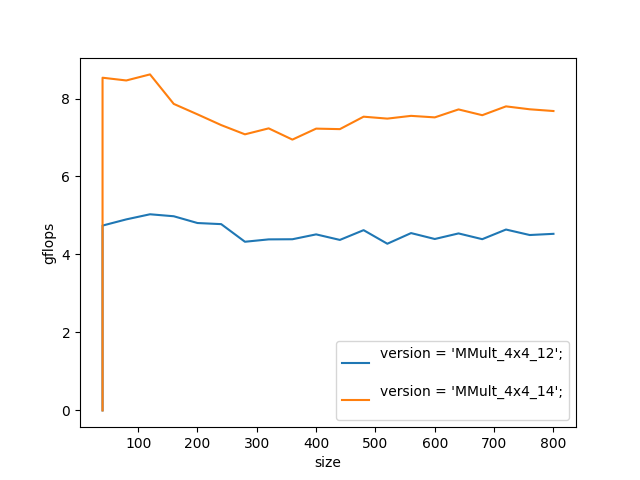 gflops
8
6
4
2
0
100 200 300 400 500 600 700 800
size
version = 'MMult_4x4_12';
version = 'MMult_4x4_14';